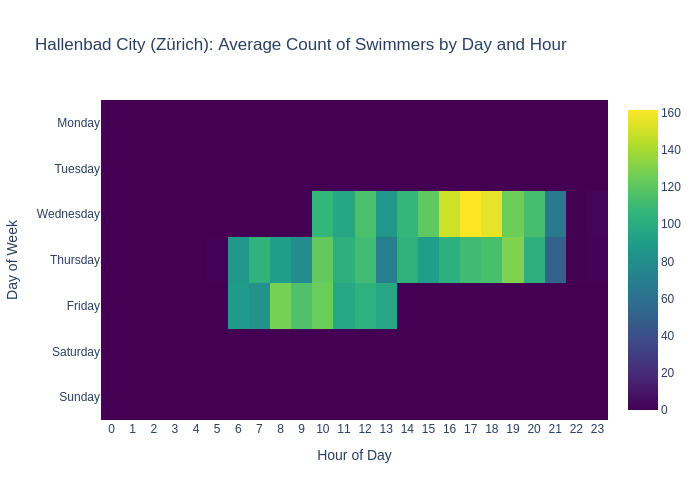 Hallenbad City (Zürich): Average Count of Swimmers by Day and Hour
Day of Week
Monday
Tuesday
Wednesday
Thursday
Friday
Saturday
Sunday
0 1 2 3 4 5 6 7 8 9 10 11 12 13 14 15 16 17 18 19 20 21 22 23
Hour of Day
160
140
120
100
80
60
40
20
0